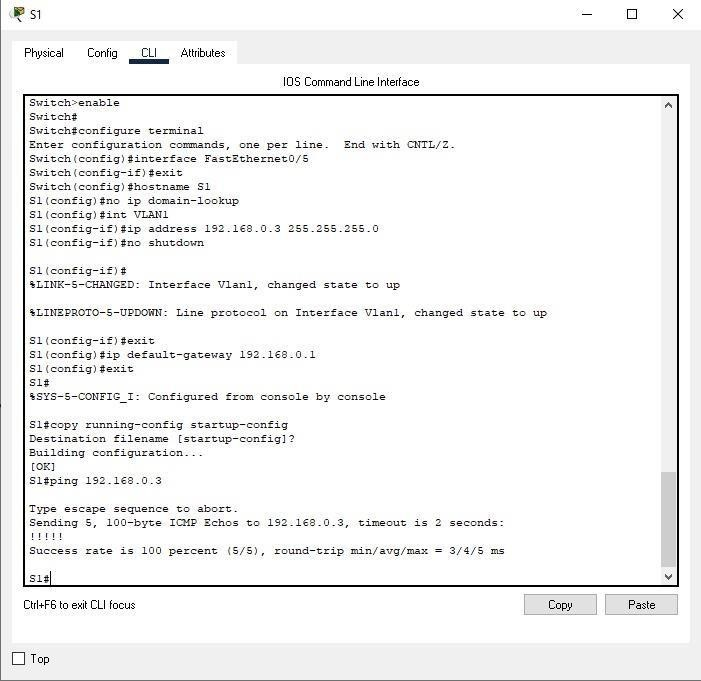 S1
Physical Config CLI Attributes
IOS Command Line Interface
Switch>enable
Switch#
Switch#configure terminal
Enter configuration commands, one per line.  End with CNTL/Z.
Switch(config)#interface FastEthernet0/5
Switch(config-if)#exit
Switch(config)#hostname S1
S1(config)#no ip domain-lookup
S1(config)#int VLAN1
S1(config-if)#ip address 192.168.0.3 255.255.255.0
S1(config-if)#no shutdown
S1(config-if)#
%LINK-5-CHANGED: Interface Vlan1, changed state to up
%LINEPROTO-5-UPDOWN: Line protocol on Interface Vlan1, changed state to up
S1(config-if)#exit
S1(config)#ip default-gateway 192.168.0.1
S1(config)#exit
S1#
%SYS-5-CONFIG_I: Configured from console by console
S1#copy running-config startup-config
Destination filename [startup-config]?
Building configuration...
[OK]
S1#ping 192.168.0.3
Type escape sequence to abort.
Sending 5, 100-byte ICMP Echos to 192.168.0.3, timeout is 2 seconds:
!!!!!
Success rate is 100 percent (5/5), round-trip min/avg/max = 3/4/5 ms
S1#
Ctrl+F6 to exit CLI focus
Copy Paste
Top